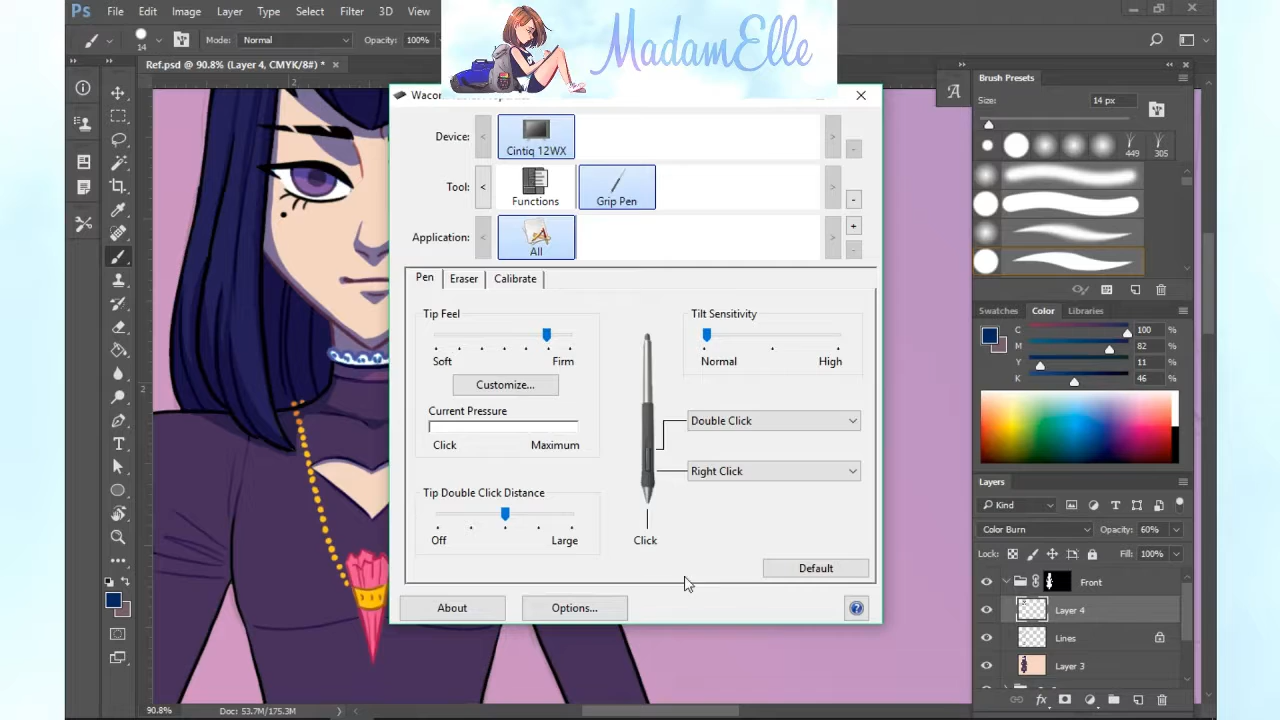 Ps File Edit Image Layer Type Select Filter 3D View
MadamElle
14 Mode: Normal Opacity: 100%
Ref.psd @ 90.8% (Layer 4, CMYK/8#) *
2
2
Wacom
Device:
Cintiq 12WX
Tool:
Functions
Grip Pen
Application:
All
Pen Eraser Calibrate
Tip Feel
Soft Firm
Customize...
Current Pressure
Click Maximum
Tip Double Click Distance
Off Large
Tilt Sensitivity
Normal High
Double Click
Right Click
Click
Default
About Options...
Brush Presets
Size: 14 px
449 305
Swatches Color Libraries
C 100 %
M 82 %
Y 11 %
K 46 %
Layers
Kind
Color Burn Opacity: 60%
Lock: Fill: 100%
Front
Layer 4
Lines
Layer 3
90.8% Doc: 53.7M/175.3M